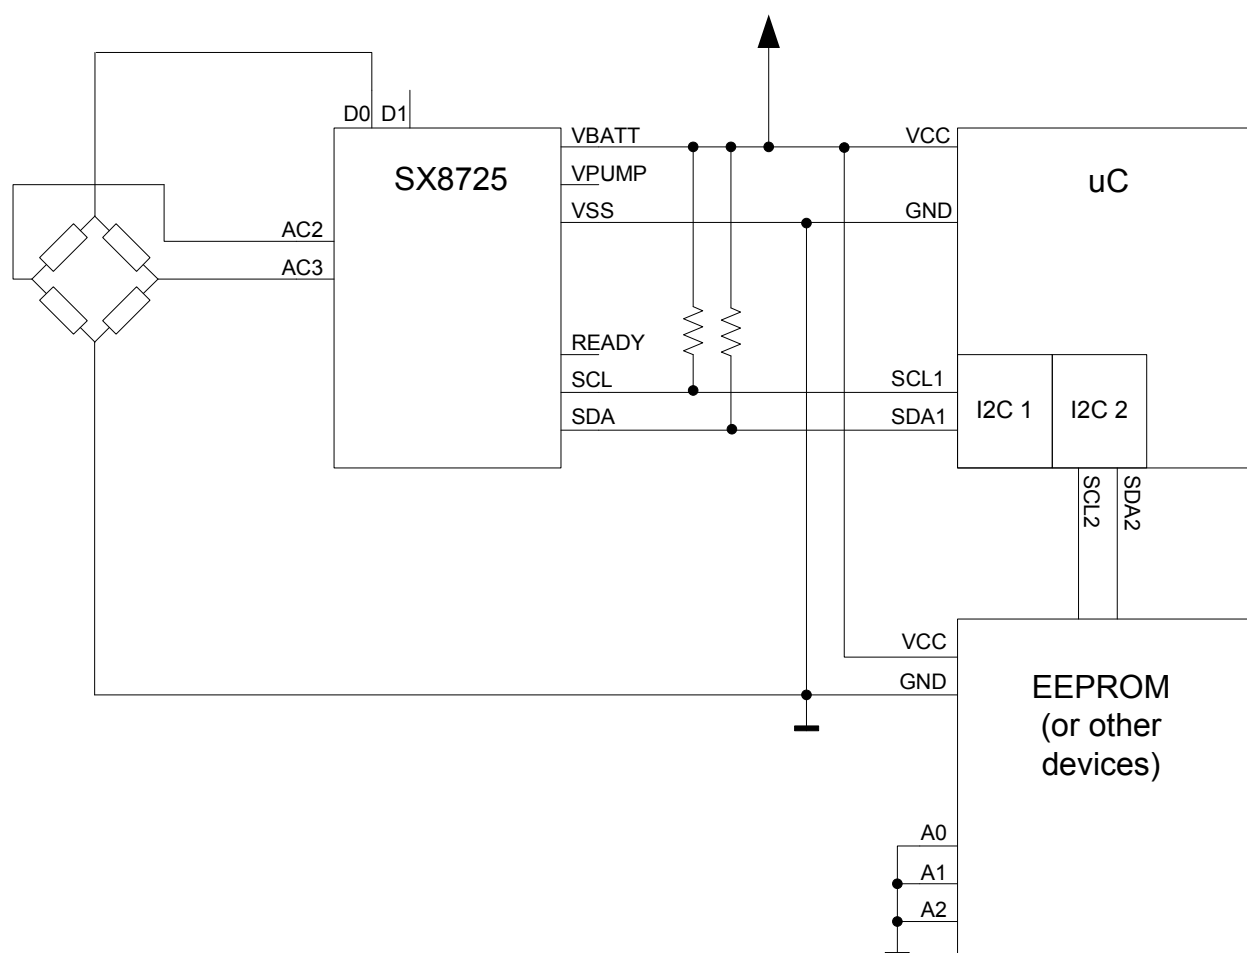 D0 D1
VBATT
VCC
SX8725
VPUMP
uC
VSS
GND
AC2
AC3
READY
SCL
SCL1
I2C 1
I2C 2
SDA
SDA1
SCL2
SDA2
VCC
GND
EEPROM
(or other
devices)
A0
A1
A2